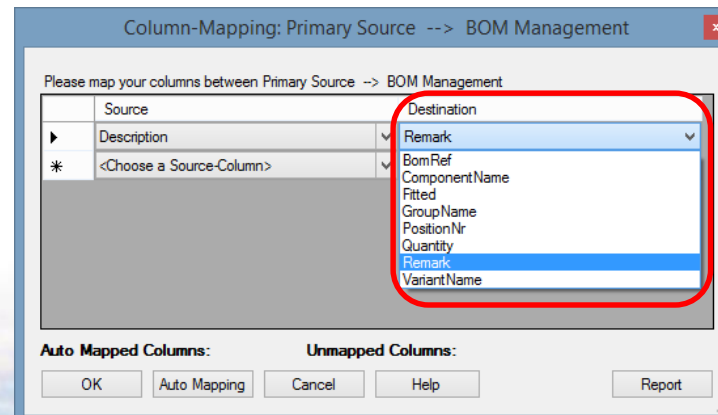 Column-Mapping: Primary Source --> BOM Management
Please map your columns between Primary Source --> BOM Management
Source Destination
Description Remark
<Choose a Source-Column>
BomRef
ComponentName
Fitted
GroupName
PositionNr
Quantity
Remark
VariantName
Auto Mapped Columns: Unmapped Columns:
OK Auto Mapping Cancel Help Report